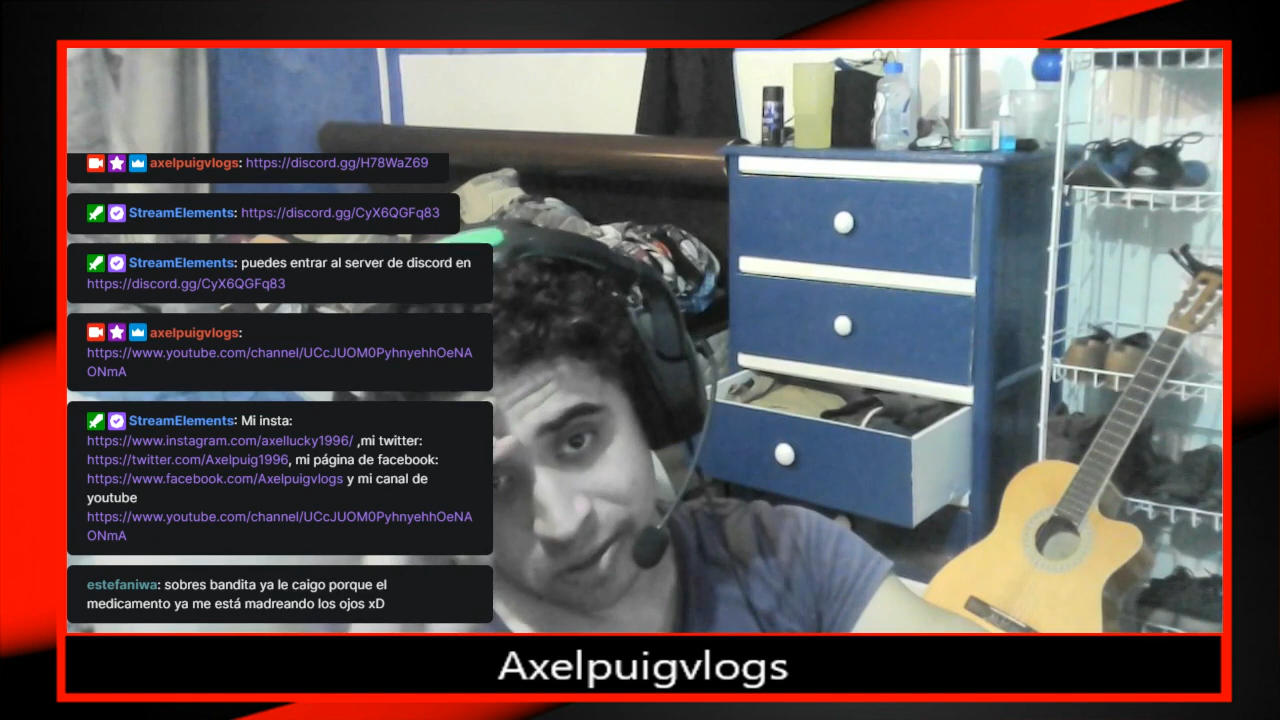 axelpuigvlogs: https://discord.gg/H78WaZ69
StreamElements: https://discord.gg/CyX6QGFq83
StreamElements: puedes entrar al server de discord en
https://discord.gg/CyX6QGFq83
axelpuigvlogs:
https://www.youtube.com/channel/UCcJUOM0PyhnyehhOeNA
ONmA
StreamElements: Mi insta:
https://www.instagram.com/axellucky1996/ ,mi twitter:
https://twitter.com/Axelpuig1996, mi página de facebook:
https://www.facebook.com/Axelpuigvlogs y mi canal de
youtube
https://www.youtube.com/channel/UCcJUOM0PyhnyehhOeNA
ONmA
estefaniwa: sobres bandita ya le caigo porque el
medicamento ya me está madreando los ojos xD
Axelpuigvlogs